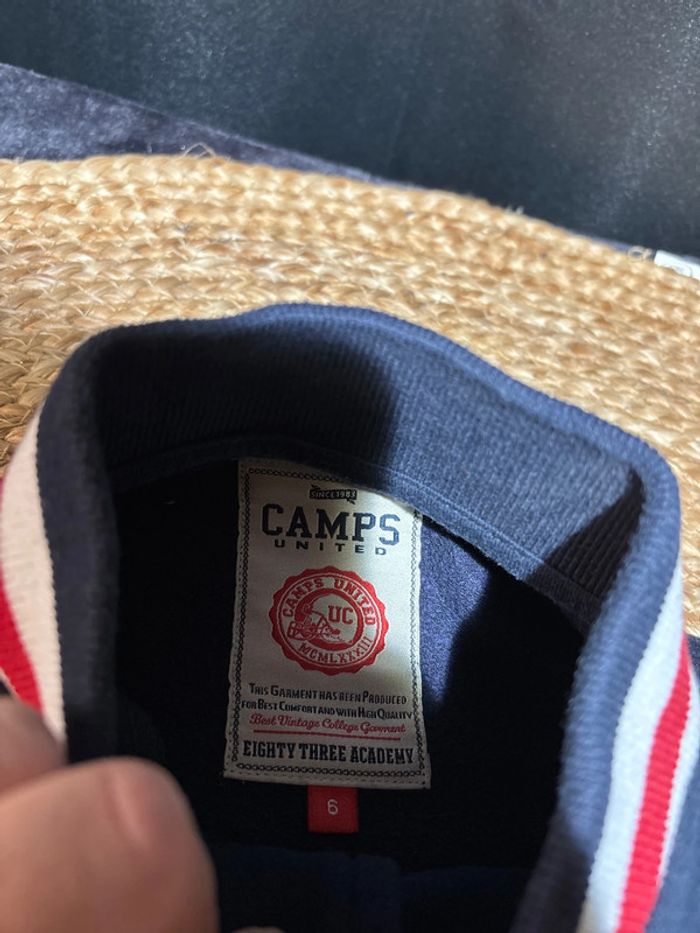 SINCE 1983
CAMPS
UNITED
CAMPS UNITED
UC
MCMLXXXIII
THIS GARMENT HAS BEEN PRODUCED
FOR BEST COMFORT AND WITH HIGH QUALITY
Best Vintage College Garment
EIGHTY THREE ACADEMY
6